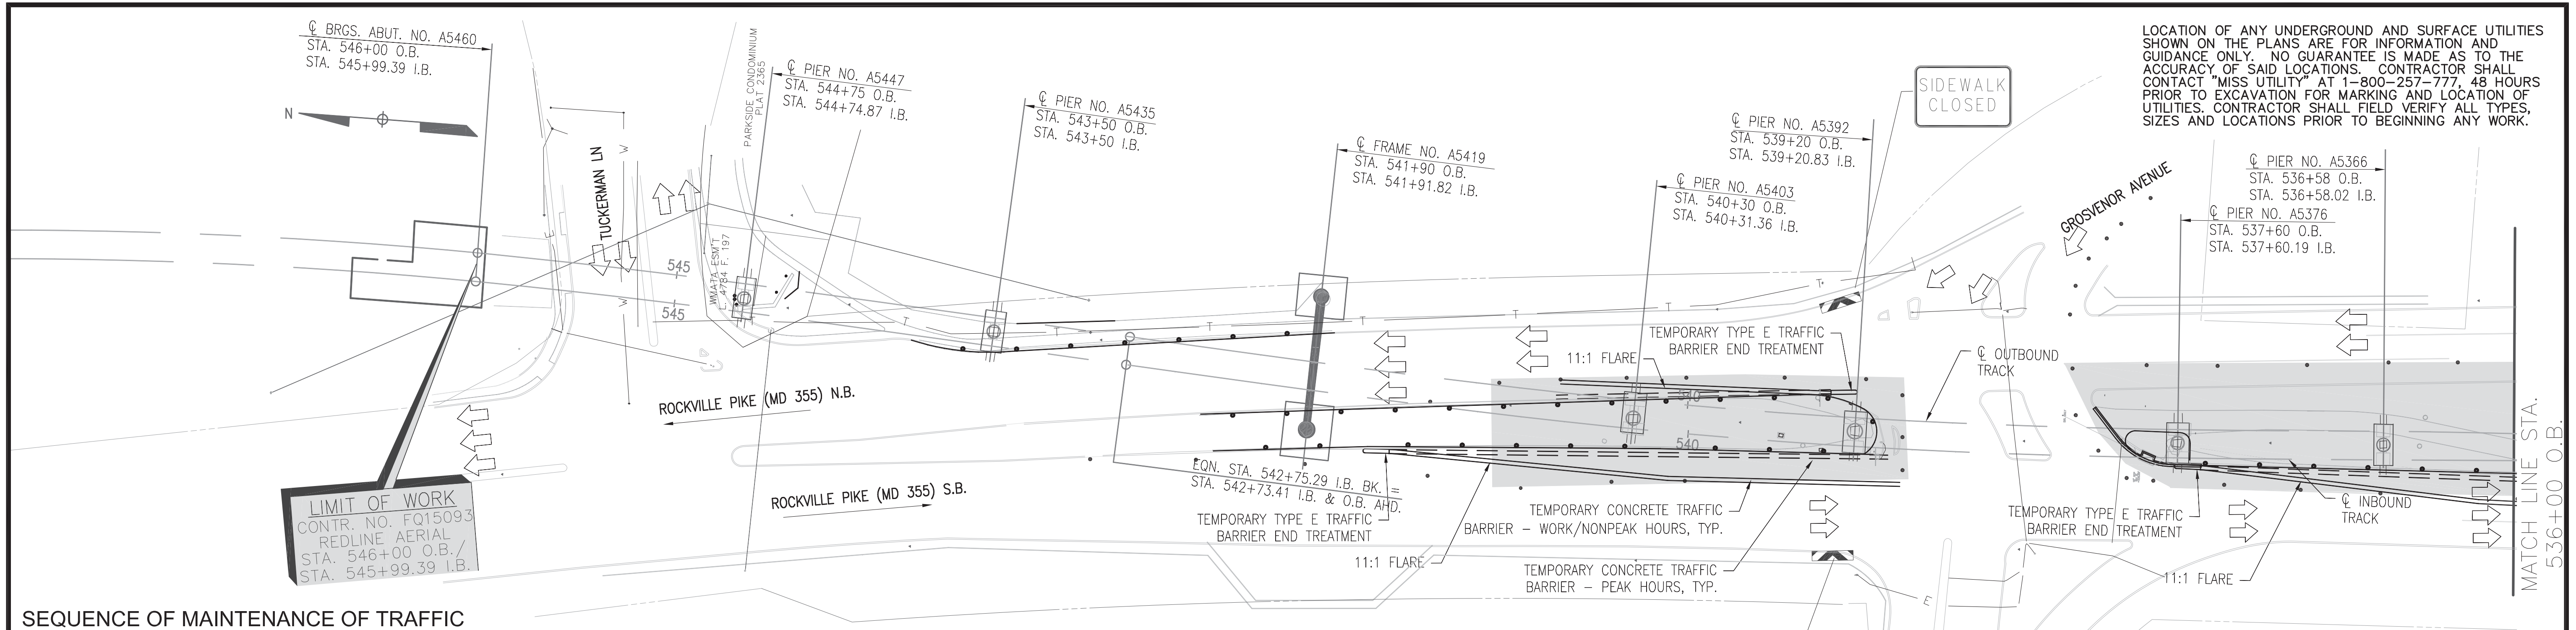 ℄ BRGS. ABUT. NO. A5460
STA. 546+00 O.B.
STA. 545+99.39 I.B.
N
TUCKERMAN LN
E
W
W
PARKSIDE CONDOMINIUM
PLAT 2365
℄ PIER NO. A5447
STA. 544+75 O.B.
STA. 544+74.87 I.B.
WMATA ESM'T
L. 4784 F. 197
545
545
℄ PIER NO. A5435
STA. 543+50 O.B.
STA. 543+50 I.B.
℄ FRAME NO. A5419
STA. 541+90 O.B.
STA. 541+91.82 I.B.
℄ PIER NO. A5403
STA. 540+30 O.B.
STA. 540+31.36 I.B.
℄ PIER NO. A5392
STA. 539+20 O.B.
STA. 539+20.83 I.B.
SIDEWALK
CLOSED
LOCATION OF ANY UNDERGROUND AND SURFACE UTILITIES
SHOWN ON THE PLANS ARE FOR INFORMATION AND
GUIDANCE ONLY. NO GUARANTEE IS MADE AS TO THE
ACCURACY OF SAID LOCATIONS. CONTRACTOR SHALL
CONTACT "MISS UTILITY" AT 1-800-257-777, 48 HOURS
PRIOR TO EXCAVATION FOR MARKING AND LOCATION OF
UTILITIES. CONTRACTOR SHALL FIELD VERIFY ALL TYPES,
SIZES AND LOCATIONS PRIOR TO BEGINNING ANY WORK.
GROSVENOR AVENUE
℄ PIER NO. A5366
STA. 536+58 O.B.
STA. 536+58.02 I.B.
℄ PIER NO. A5376
STA. 537+60 O.B.
STA. 537+60.19 I.B.
T
T
T
T
T
T
T
TEMPORARY TYPE E TRAFFIC
BARRIER END TREATMENT
11:1 FLARE
℄ OUTBOUND
TRACK
540
540
ROCKVILLE PIKE (MD 355) N.B.
ROCKVILLE PIKE (MD 355) S.B.
EQN. STA. 542+75.29 I.B. BK. =
STA. 542+73.41 I.B. & O.B. AHD.
TEMPORARY TYPE E TRAFFIC
BARRIER END TREATMENT
11:1 FLARE
TEMPORARY CONCRETE TRAFFIC
BARRIER - WORK/NONPEAK HOURS, TYP.
TEMPORARY CONCRETE TRAFFIC
BARRIER - PEAK HOURS, TYP.
E
TEMPORARY TYPE E TRAFFIC
BARRIER END TREATMENT
℄ INBOUND
TRACK
11:1 FLARE
MATCH LINE STA.
536+00 O.B.
LIMIT OF WORK
CONTR. NO. FQ15093
REDLINE AERIAL
STA. 546+00 O.B./
STA. 545+99.39 I.B.
SEQUENCE OF MAINTENANCE OF TRAFFIC